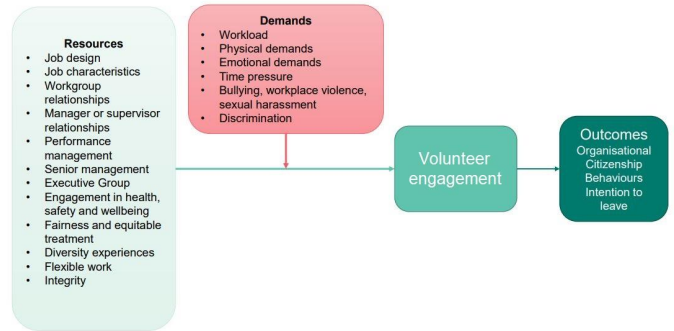 Resources
• Job design
• Job characteristics
• Workgroup
relationships
• Manager or supervisor
relationships
• Performance
management
• Senior management
• Executive Group
• Engagement in health,
safety and wellbeing
• Fairness and equitable
treatment
• Diversity experiences
• Flexible work
• Integrity
Demands
• Workload
• Physical demands
• Emotional demands
• Time pressure
• Bullying, workplace violence,
sexual harassment
• Discrimination
Volunteer
engagement
Outcomes
Organisational
Citizenship
Behaviours
Intention to
leave